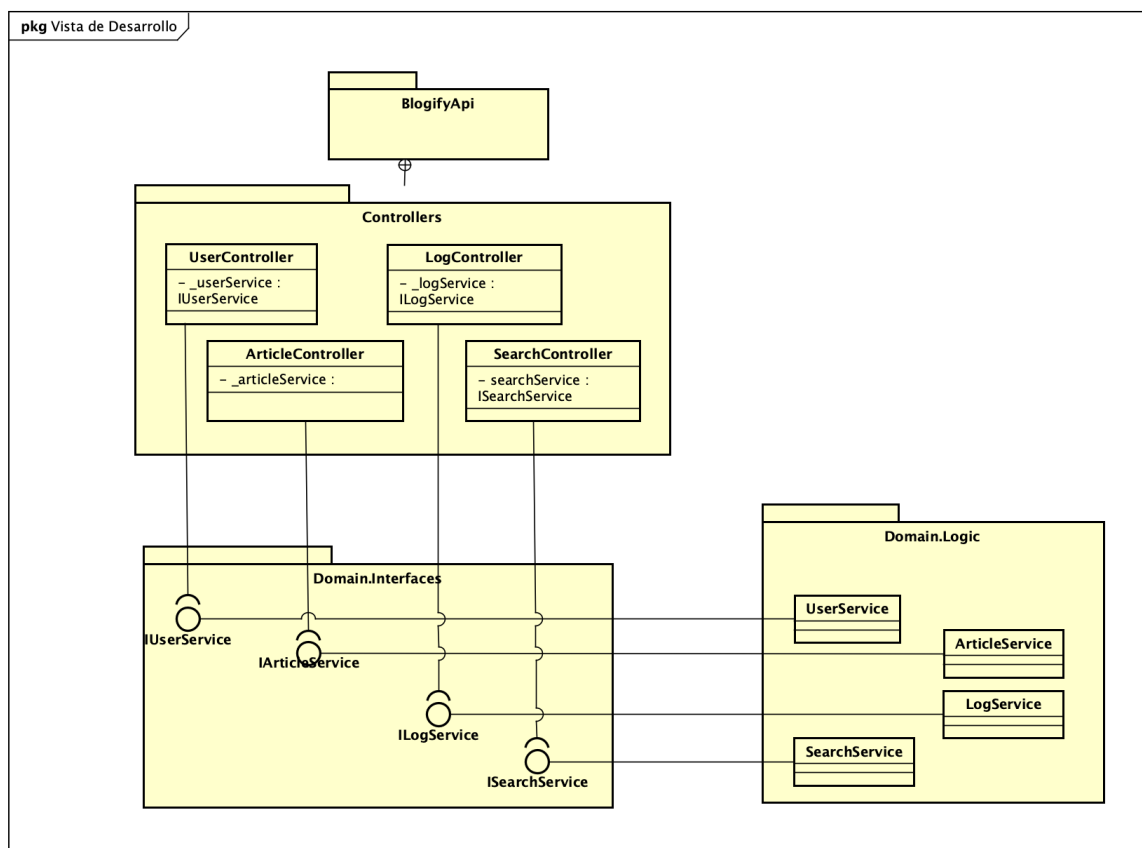 pkg Vista de Desarrollo
BlogifyApi
Controllers
UserController
- _userService :
IUserService
LogController
- _logService :
ILogService
ArticleController
- _articleService :
SearchController
- searchService :
ISearchService
Domain.Interfaces
IUserService
IArticleService
ILogService
ISearchService
Domain.Logic
UserService
ArticleService
LogService
SearchService